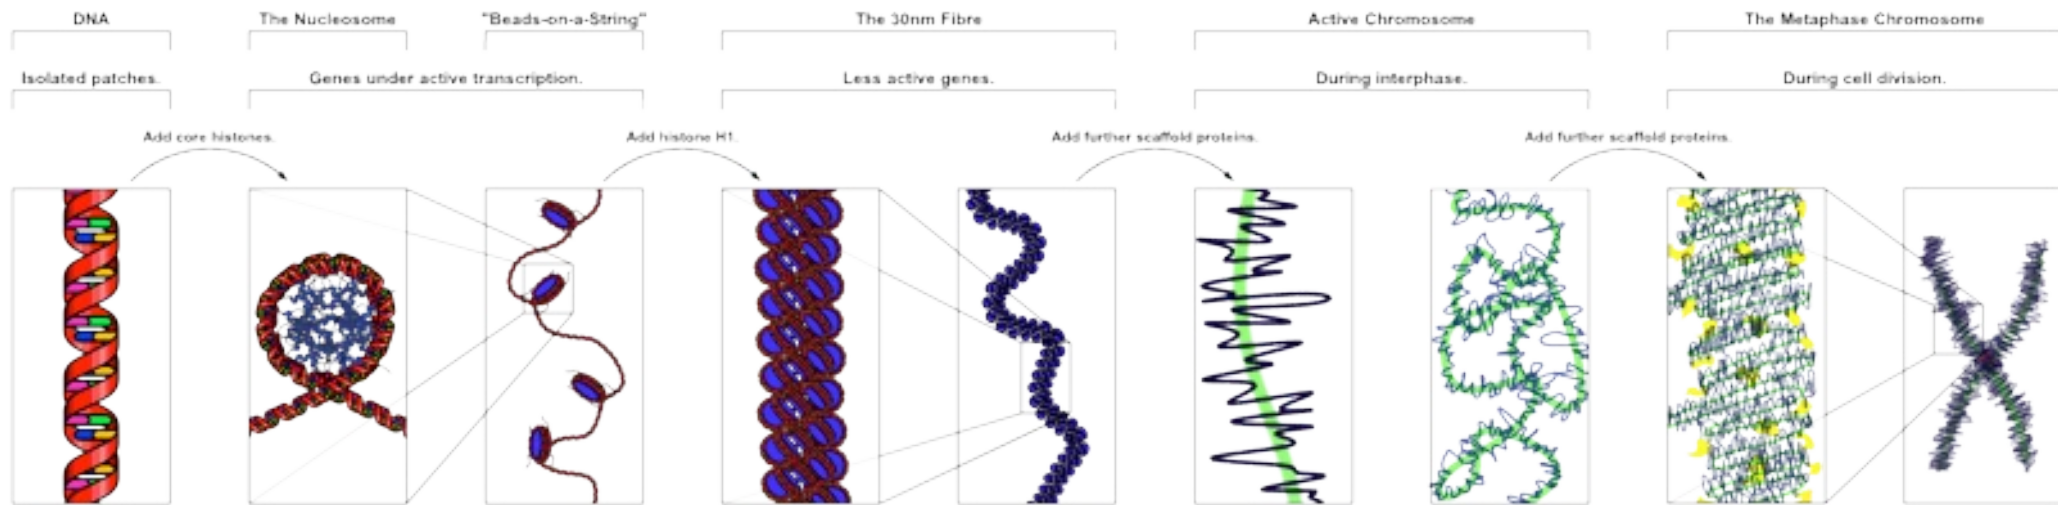 DNA
The Nucleosome
"Beads-on-a-String"
The 30nm Fibre
Active Chromosome
The Metaphase Chromosome
Isolated patches.
Genes under active transcription.
Less active genes.
During interphase.
During cell division.
Add core histones.
Add histone H1.
Add further scaffold proteins.
Add further scaffold proteins.